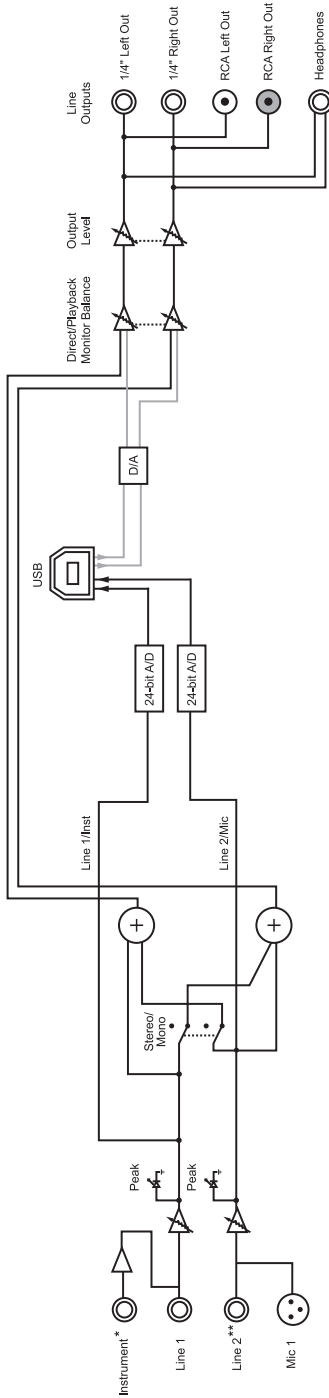 Instrument*
Line 1
Line 2**
Mic 1
Peak
Peak
Stereo/
Mono
Line 1/Inst
Line 2/Mic
24-bit A/D
24-bit A/D
USB
D/A
Direct/Playback
Monitor Balance
Output
Level
Line
Outputs
1/4" Left Out
1/4" Right Out
RCA Left Out
RCA Right Out
Headphones